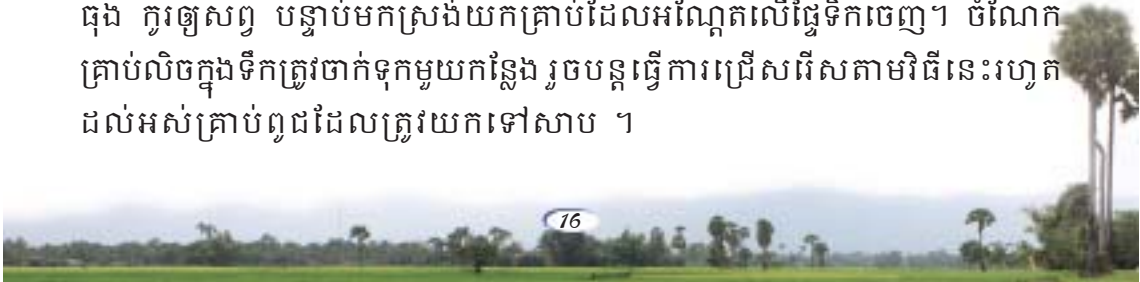 ធុង កូរឲ្យសព្វ បន្ទាប់មកស្រង់យកគ្រាប់ដែលអណ្តែតលើផ្ទៃទឹកចេញ។ ចំណែក
គ្រាប់លិចក្នុងទឹកត្រូវចាក់ទុកមួយកន្លែង រួចបន្តធ្វើការជ្រើសរើសតាមវិធីនេះរហូត
ដល់អស់គ្រាប់ពូជដែលត្រូវយកទៅសាប ។
16